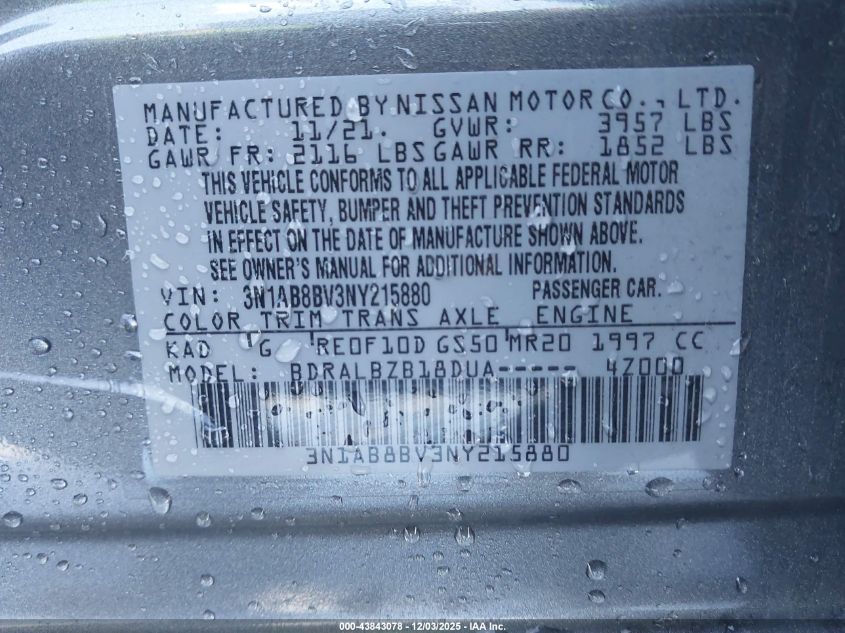 MANUFACTURED BY NISSAN MOTOR CO., LTD.
DATE: 11/21. GVWR: 3957 LBS
GAWR FR: 2116 LBS GAWR RR: 1852 LBS
THIS VEHICLE CONFORMS TO ALL APPLICABLE FEDERAL MOTOR
VEHICLE SAFETY, BUMPER AND THEFT PREVENTION STANDARDS
IN EFFECT ON THE DATE OF MANUFACTURE SHOWN ABOVE.
SEE OWNER'S MANUAL FOR ADDITIONAL INFORMATION.
VIN: 3N1AB8BV3NY215880 PASSENGER CAR.
COLOR TRIM TRANS AXLE ENGINE
KAD G RE0F10D GS50 MR20 1997 CC
MODEL: BDRALBZB18DUA----- 4Z000
3N1AB8BV3NY215880
000-43843078 - 12/03/2025 - IAA Inc.